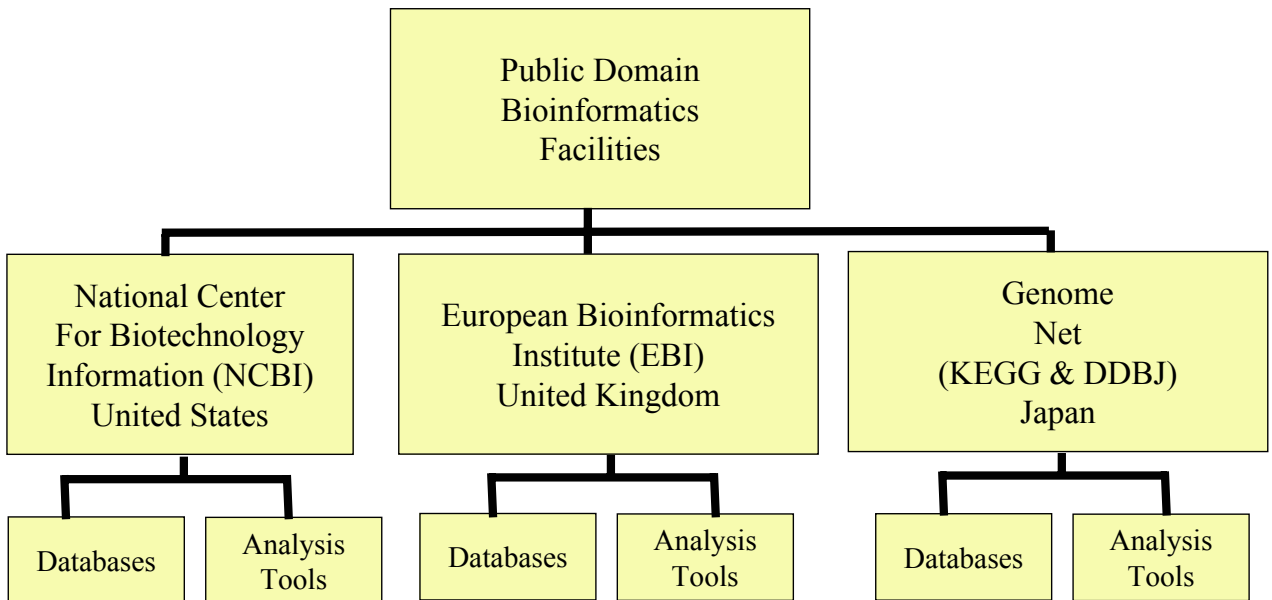 Public Domain
Bioinformatics
Facilities
National Center
For Biotechnology
Information (NCBI)
United States
European Bioinformatics
Institute (EBI)
United Kingdom
Genome
Net
(KEGG & DDBJ)
Japan
Databases
Analysis
Tools
Databases
Analysis
Tools
Databases
Analysis
Tools